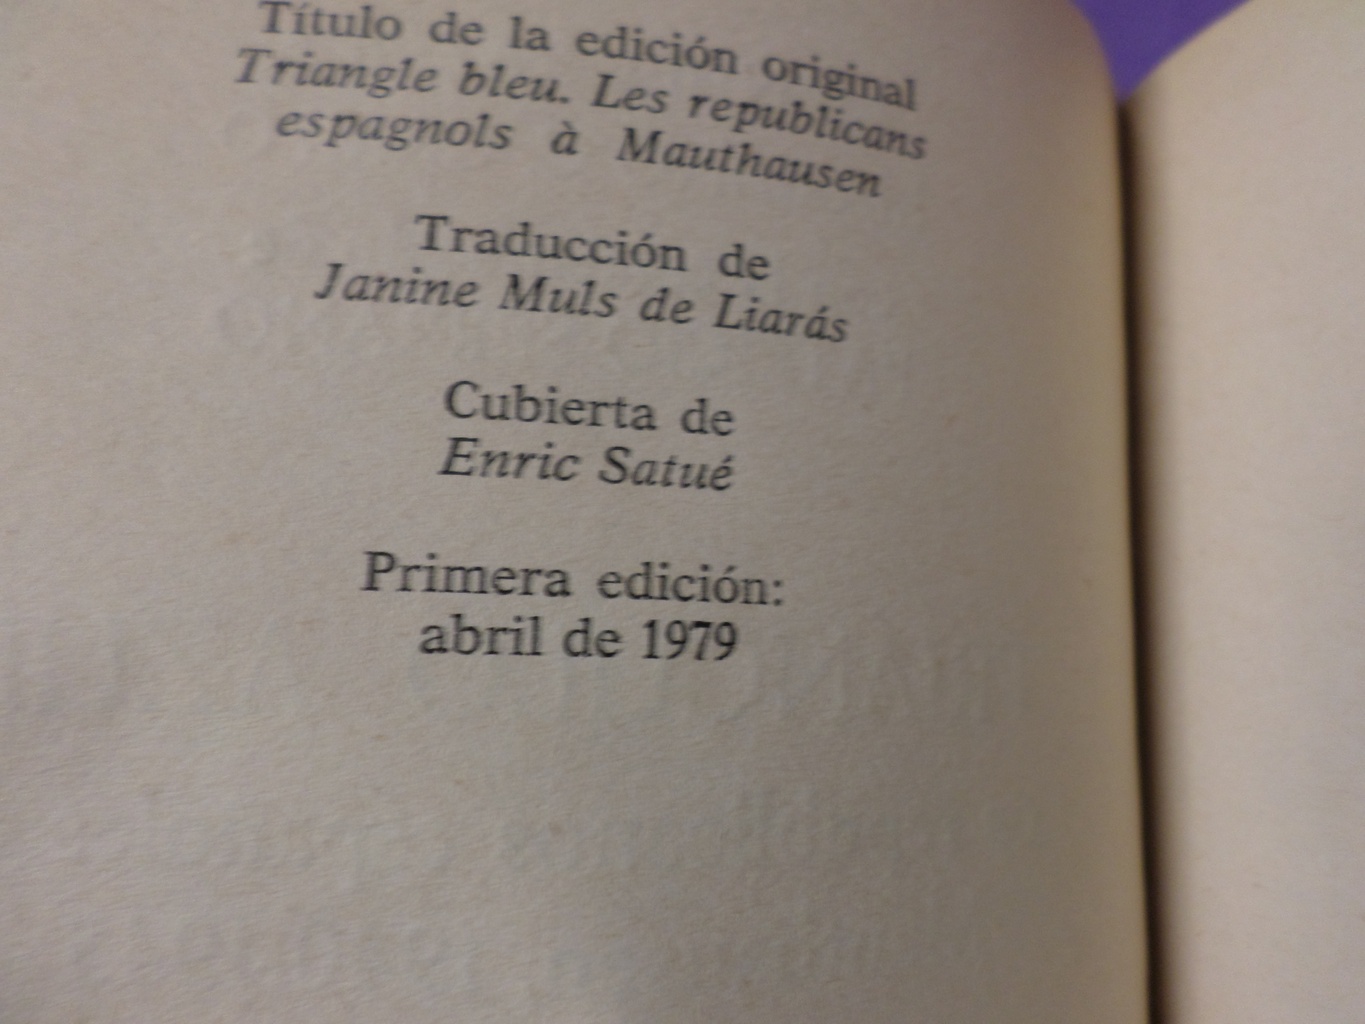 Título de la edición original
Triangle bleu. Les republicans
espagnols à Mauthausen
Traducción de
Janine Muls de Liarás
Cubierta de
Enric Satué
Primera edición:
abril de 1979